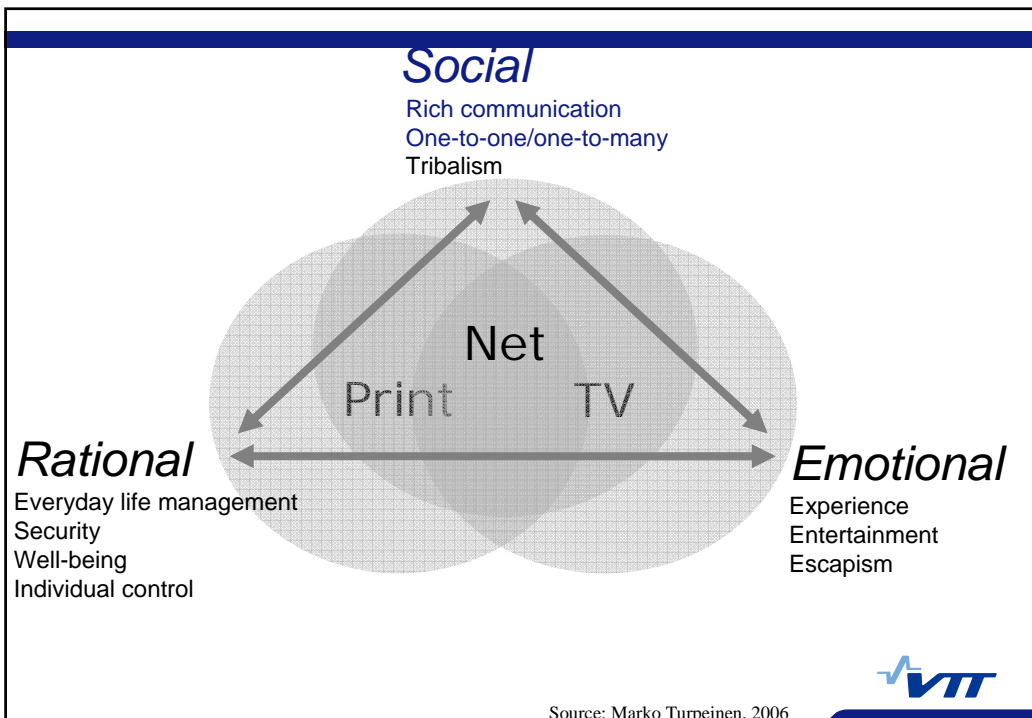 Social
Rich communication
One-to-one/one-to-many
Tribalism
Net
Print TV
Rational
Everyday life management
Security
Well-being
Individual control
Emotional
Experience
Entertainment
Escapism
VTT
Source: Marko Turpeinen, 2006